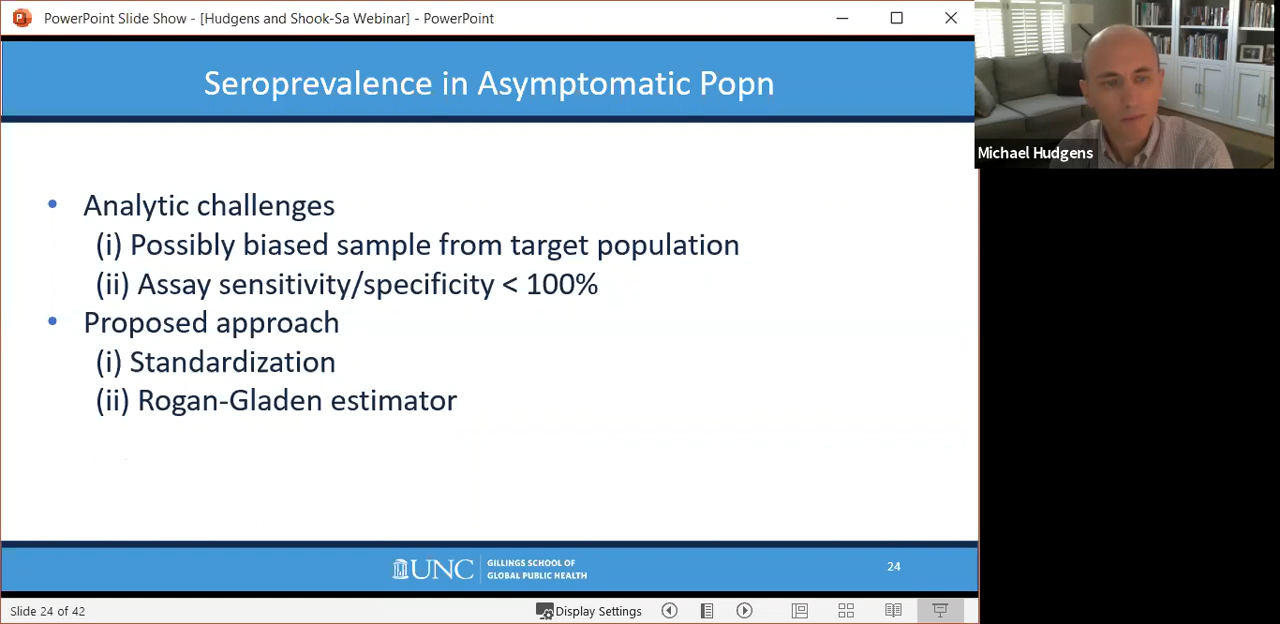 PowerPoint Slide Show - [Hudgens and Shook-Sa Webinar] - PowerPoint
Seroprevalence in Asymptomatic Popn
• Analytic challenges
(i) Possibly biased sample from target population
(ii) Assay sensitivity/specificity < 100%
• Proposed approach
(i) Standardization
(ii) Rogan-Gladen estimator
UNC
GILLINGS SCHOOL OF
GLOBAL PUBLIC HEALTH
24
Slide 24 of 42
Display Settings
Michael Hudgens